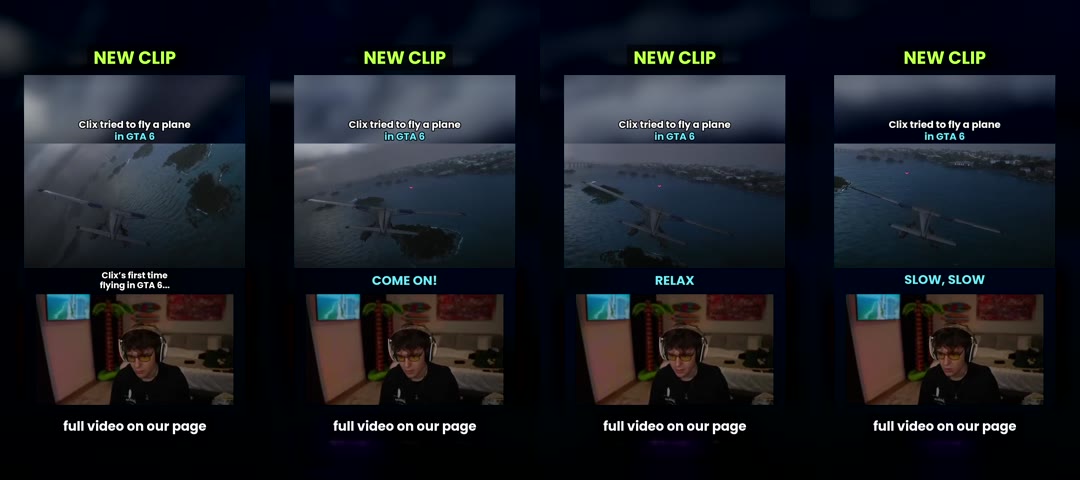 NEW CLIP
Clix tried to fly a plane
in GTA 6
Clix's first time
flying in GTA 6...
full video on our page
NEW CLIP
Clix tried to fly a plane
in GTA 6
COME ON!
full video on our page
NEW CLIP
Clix tried to fly a plane
in GTA 6
RELAX
full video on our page
NEW CLIP
Clix tried to fly a plane
in GTA 6
SLOW, SLOW
full video on our page